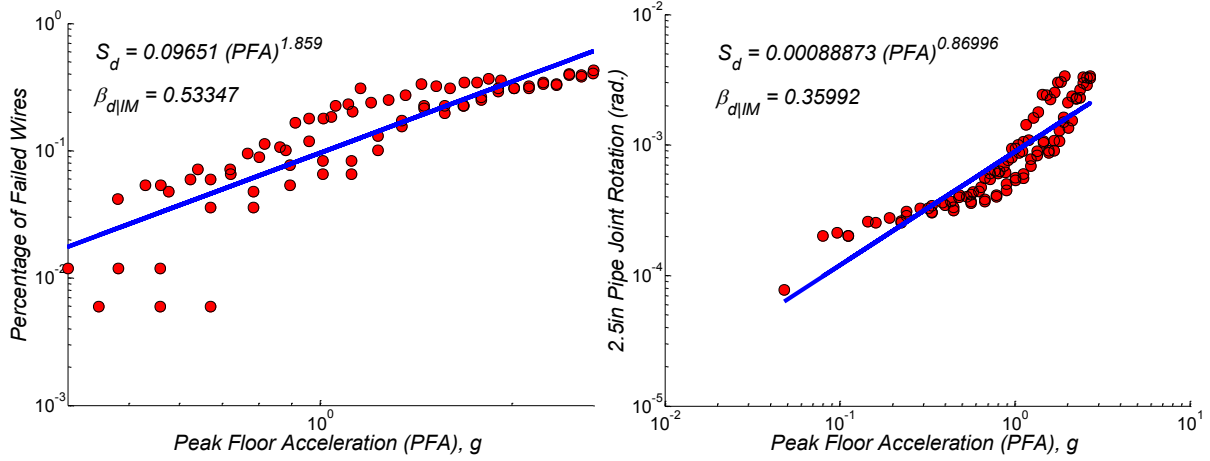 10^0
10^-1
10^-2
10^-3
Percentage of Failed Wires
S_d = 0.09651 (PFA)^1.859
β_d|IM = 0.53347
10^0
Peak Floor Acceleration (PFA), g
10^-2
10^-3
10^-4
10^-5
2.5in Pipe Joint Rotation (rad.)
S_d = 0.00088873 (PFA)^0.86996
β_d|IM = 0.35992
10^-2
10^-1
10^0
10^1
Peak Floor Acceleration (PFA), g